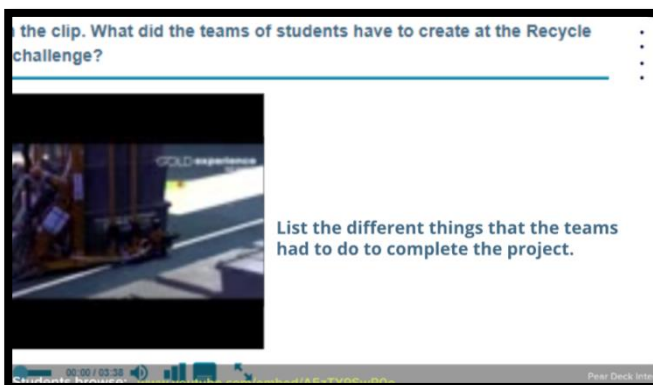 the clip. What did the teams of students have to create at the Recycle
challenge?
GOLD experience
List the different things that the teams
had to do to complete the project.
00:00 / 03:38
Students browse:
Pear Deck Inte